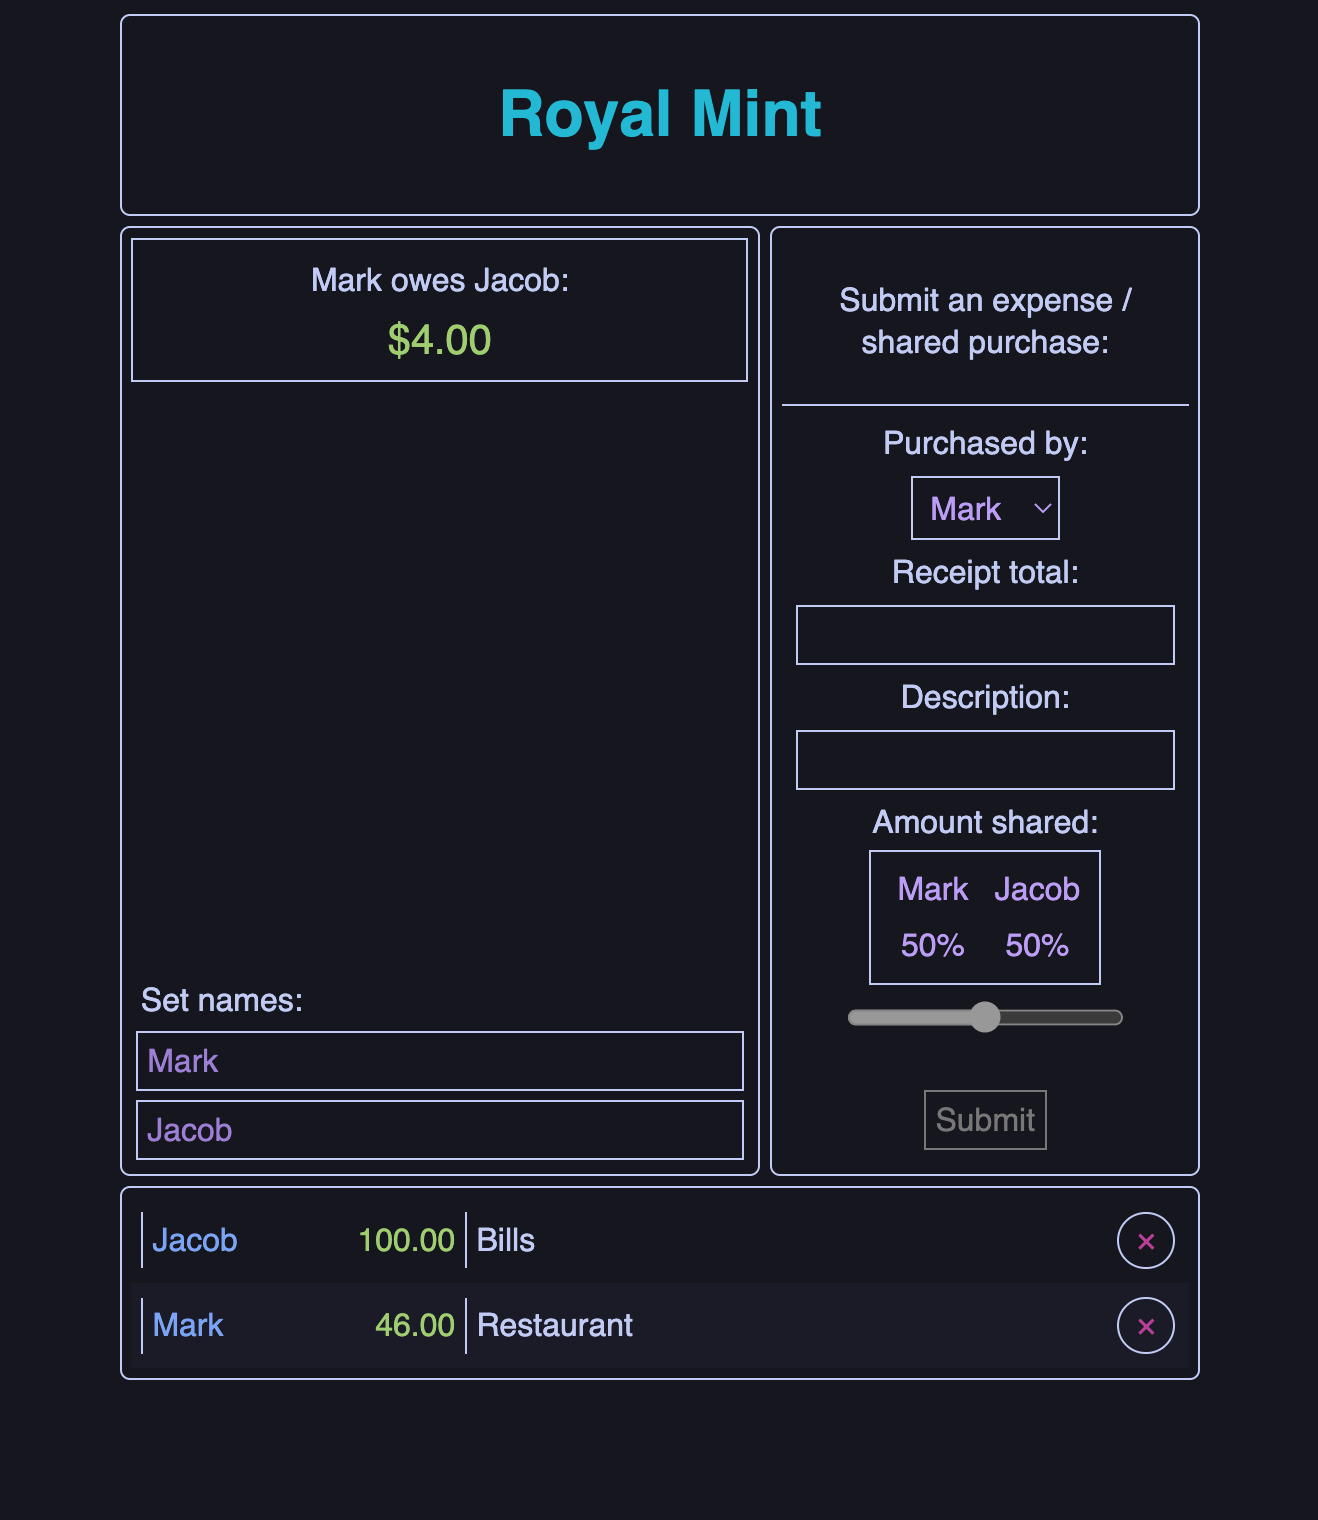 Royal Mint
Mark owes Jacob:
$4.00
Set names:
Mark
Jacob
Submit an expense /
shared purchase:
Purchased by:
Mark
Receipt total:
Description:
Amount shared:
Mark Jacob
50% 50%
Submit
Jacob 100.00 Bills ×
Mark 46.00 Restaurant ×